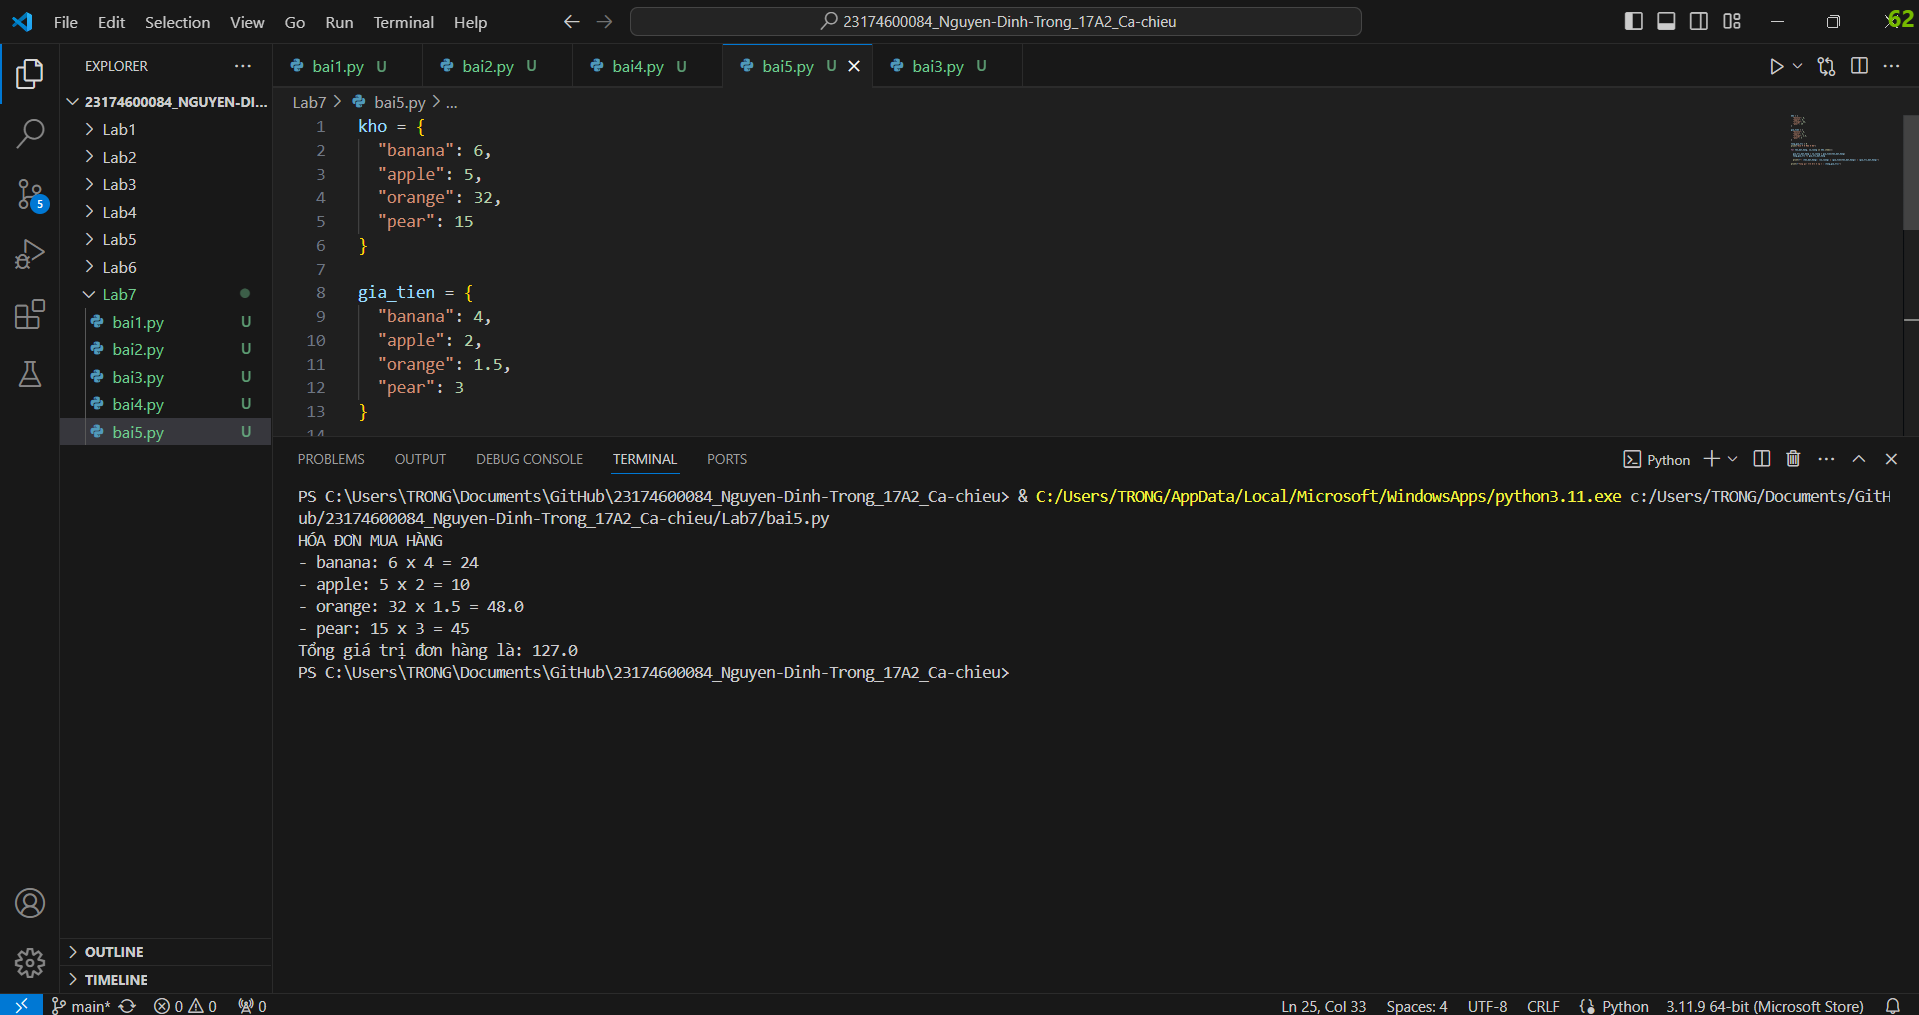 File Edit Selection View Go Run Terminal Help
23174600084_Nguyen-Dinh-Trong_17A2_Ca-chieu
62
EXPLORER
23174600084_NGUYEN-DI...
Lab1
Lab2
Lab3
Lab4
Lab5
Lab6
Lab7
bai1.py U
bai2.py U
bai3.py U
bai4.py U
bai5.py U
OUTLINE
TIMELINE
5
bai1.py U bai2.py U bai4.py U bai5.py U bai3.py U
Lab7 > bai5.py > ...
1 kho = {
2 "banana": 6,
3 "apple": 5,
4 "orange": 32,
5 "pear": 15
6 }
7
8 gia_tien = {
9 "banana": 4,
10 "apple": 2,
11 "orange": 1.5,
12 "pear": 3
13 }
14
PROBLEMS OUTPUT DEBUG CONSOLE TERMINAL PORTS
Python
PS C:\Users\TRONG\Documents\GitHub\23174600084_Nguyen-Dinh-Trong_17A2_Ca-chieu> & C:/Users/TRONG/AppData/Local/Microsoft/WindowsApps/python3.11.exe c:/Users/TRONG/Documents/GitH
ub/23174600084_Nguyen-Dinh-Trong_17A2_Ca-chieu/Lab7/bai5.py
HÓA ĐƠN MUA HÀNG
- banana: 6 x 4 = 24
- apple: 5 x 2 = 10
- orange: 32 x 1.5 = 48.0
- pear: 15 x 3 = 45
Tổng giá trị đơn hàng là: 127.0
PS C:\Users\TRONG\Documents\GitHub\23174600084_Nguyen-Dinh-Trong_17A2_Ca-chieu>
main* 0 0 0
Ln 25, Col 33 Spaces: 4 UTF-8 CRLF Python 3.11.9 64-bit (Microsoft Store)